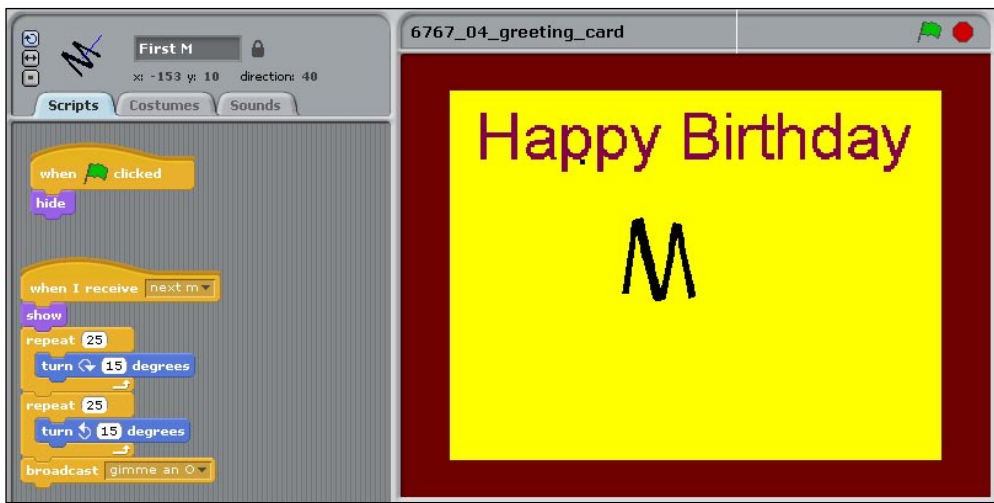 First M
x: -153 y: 10 direction: 40
Scripts Costumes Sounds
when clicked
hide
when I receive next m
show
repeat 25
turn 15 degrees
repeat 25
turn 15 degrees
broadcast gimme an O
6767_04_greeting_card
Happy Birthday
M